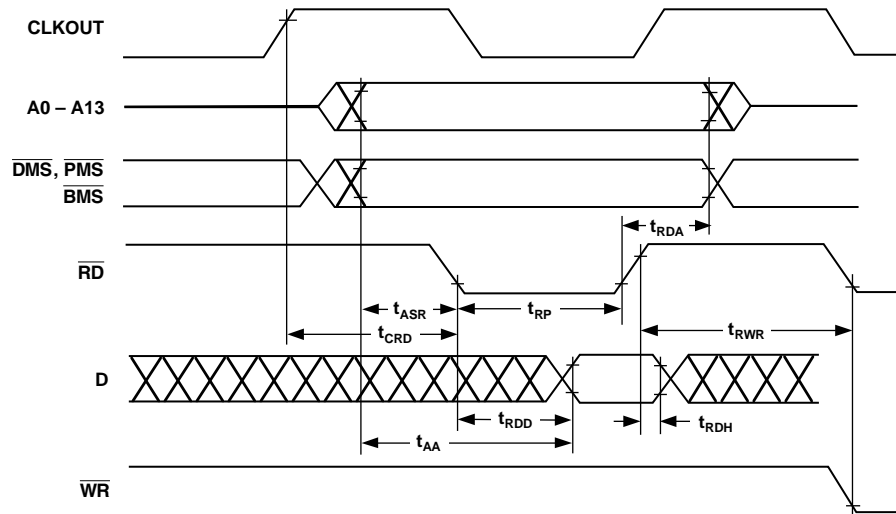 CLKOUT
A0 – A13
DMS, PMS
BMS
tRDA
RD
tASR
tRP
tCRD
tRWR
D
tRDD
tRDH
tAA
WR